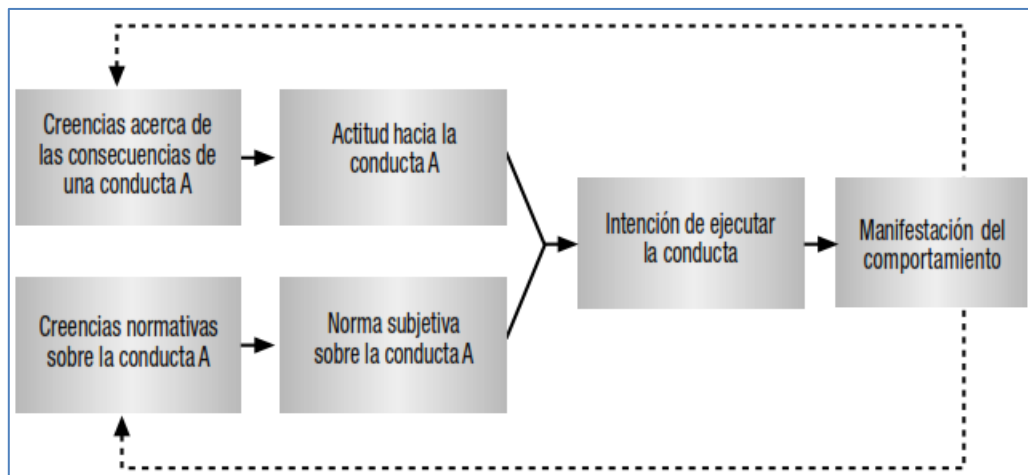 Creencias acerca de
las consecuencias de
una conducta A
Actitud hacia la
conducta A
Creencias normativas
sobre la conducta A
Norma subjetiva
sobre la conducta A
Intención de ejecutar
la conducta
Manifestación del
comportamiento